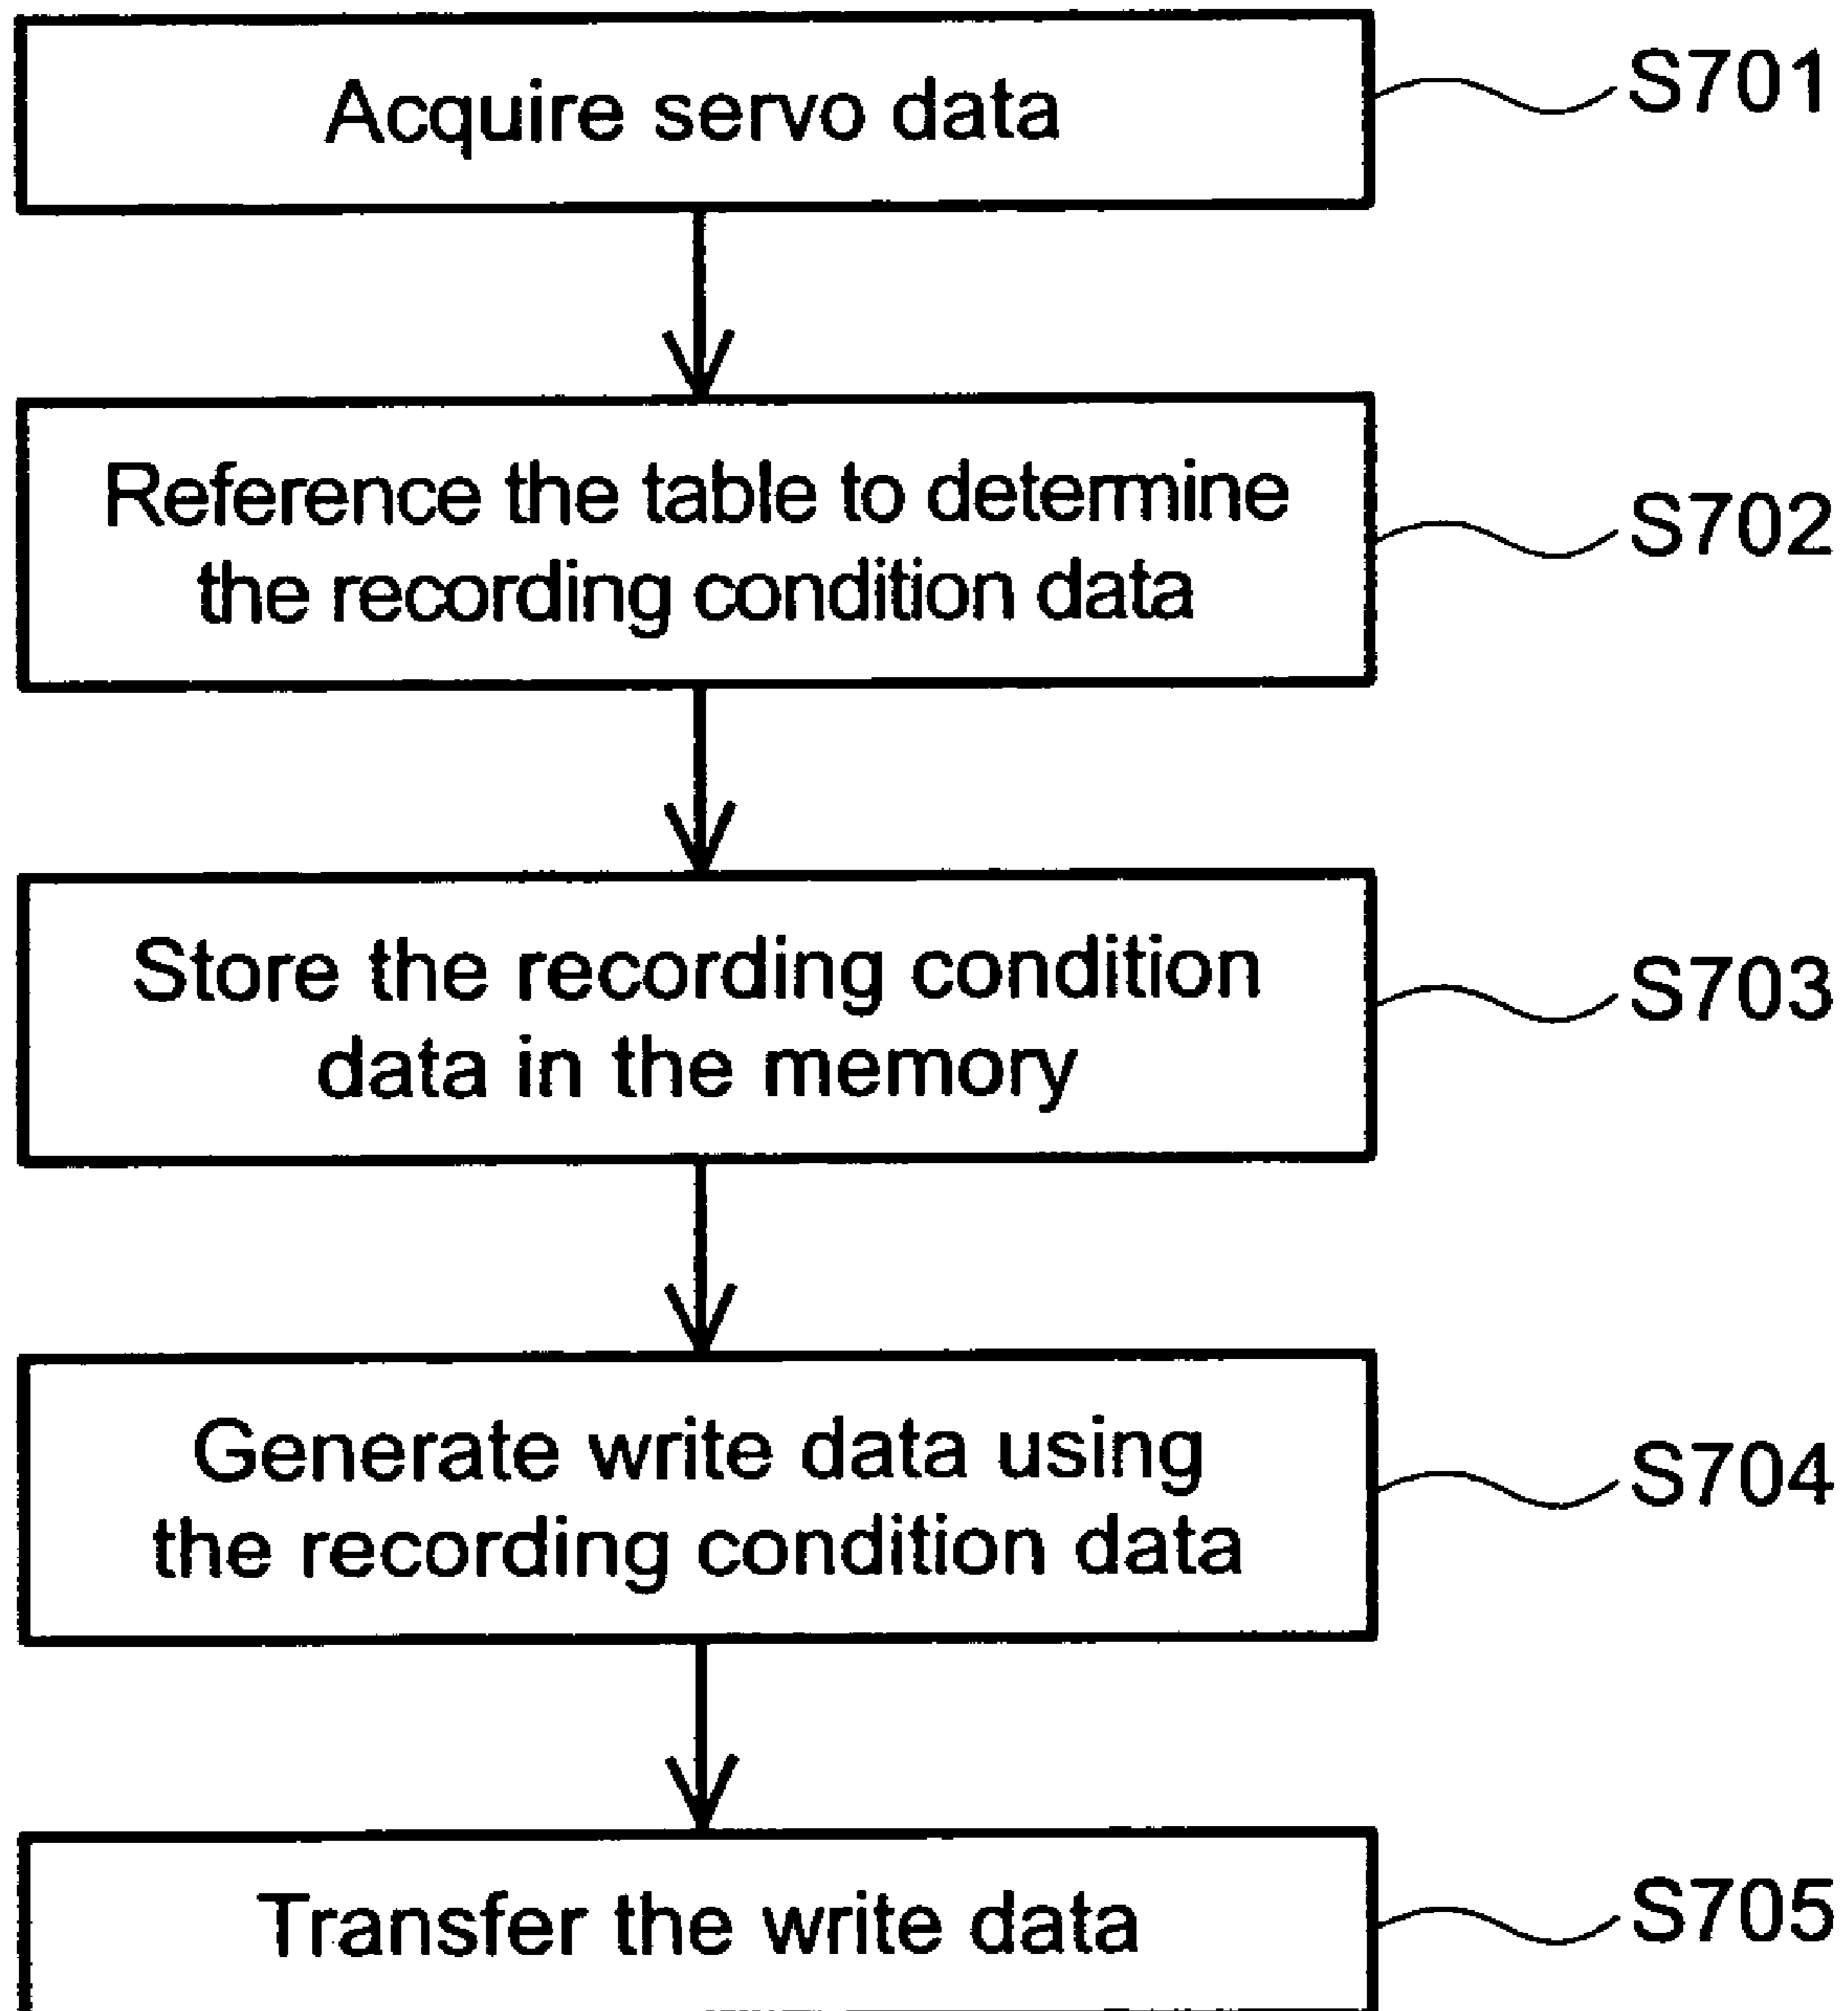 Acquire servo data
S701
Reference the table to determine
the recording condition data
S702
Store the recording condition
data in the memory
S703
Generate write data using
the recording condition data
S704
Transfer the write data
S705